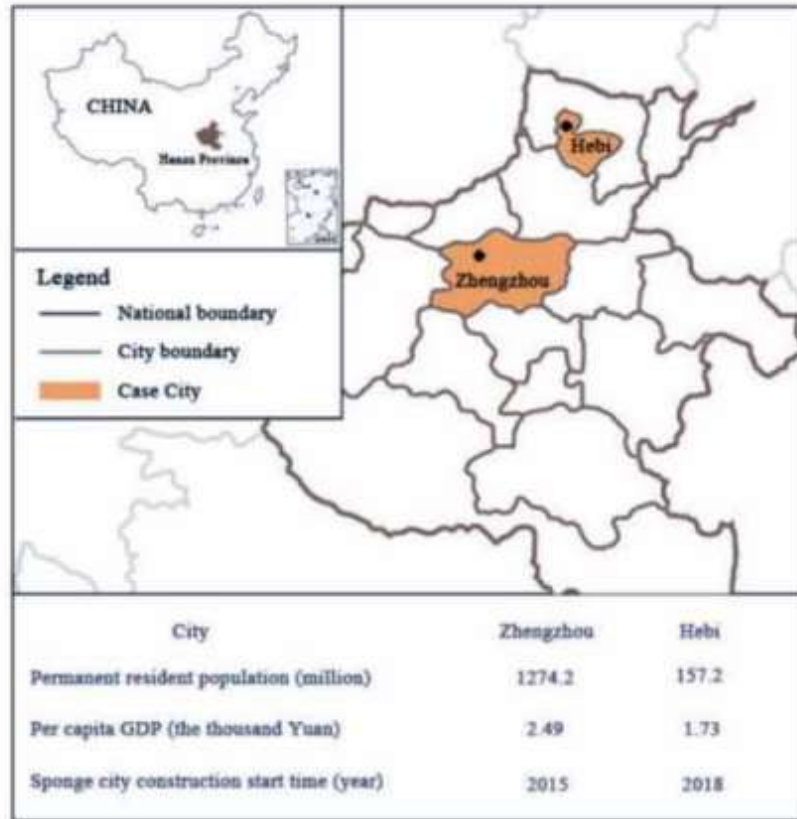 CHINA
Henan Province
Hebi
Zhengzhou
Legend
National boundary
City boundary
Case City
City Zhengzhou Hebi
Permanent resident population (million) 1274.2 157.2
Per capita GDP (the thousand Yuan) 2.49 1.73
Sponge city construction start time (year) 2015 2018